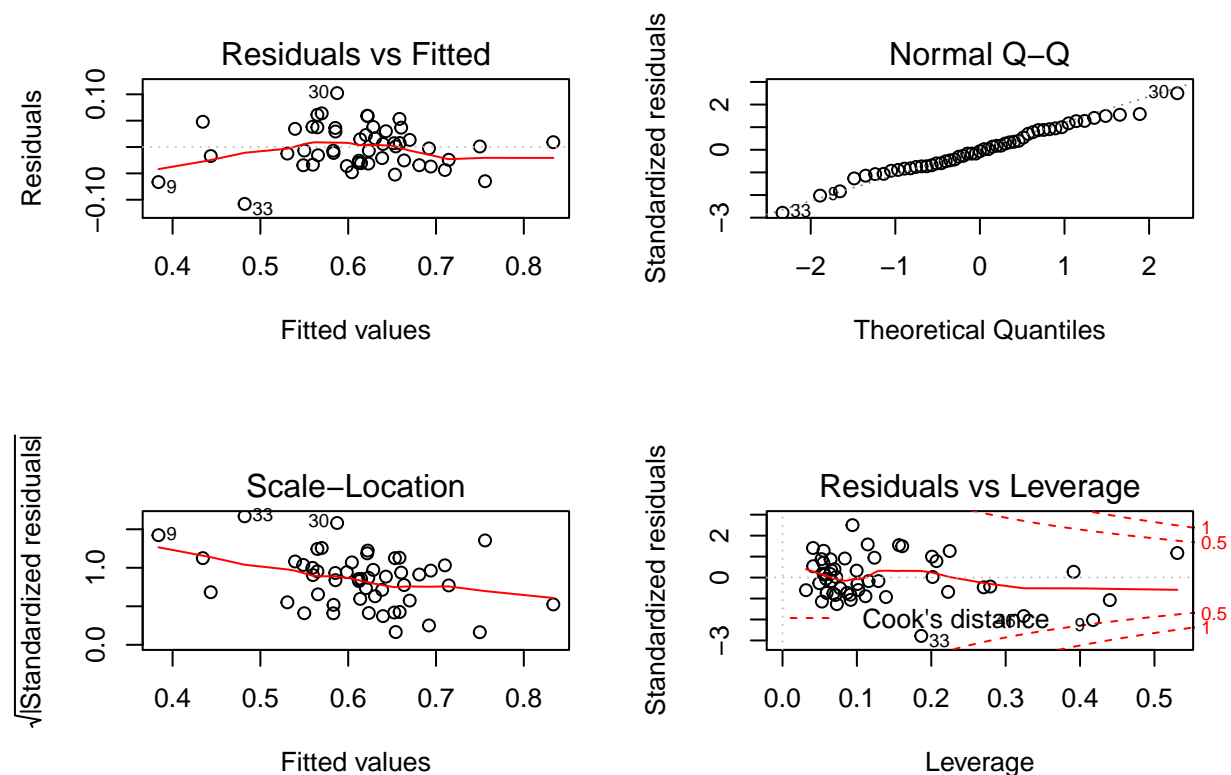 Residuals vs Fitted
Residuals
0.10
−0.10
30
9
33
0.4 0.5 0.6 0.7 0.8
Fitted values
Normal Q−Q
Standardized residuals
2
0
−3
30
9
33
−2 −1 0 1 2
Theoretical Quantiles
Scale−Location
√|Standardized residuals|
1.0
0.0
33
30
9
0.4 0.5 0.6 0.7 0.8
Fitted values
Residuals vs Leverage
Standardized residuals
2
0
−3
1
0.5
0.5
1
Cook's distance
46
9
33
0.0 0.1 0.2 0.3 0.4 0.5
Leverage